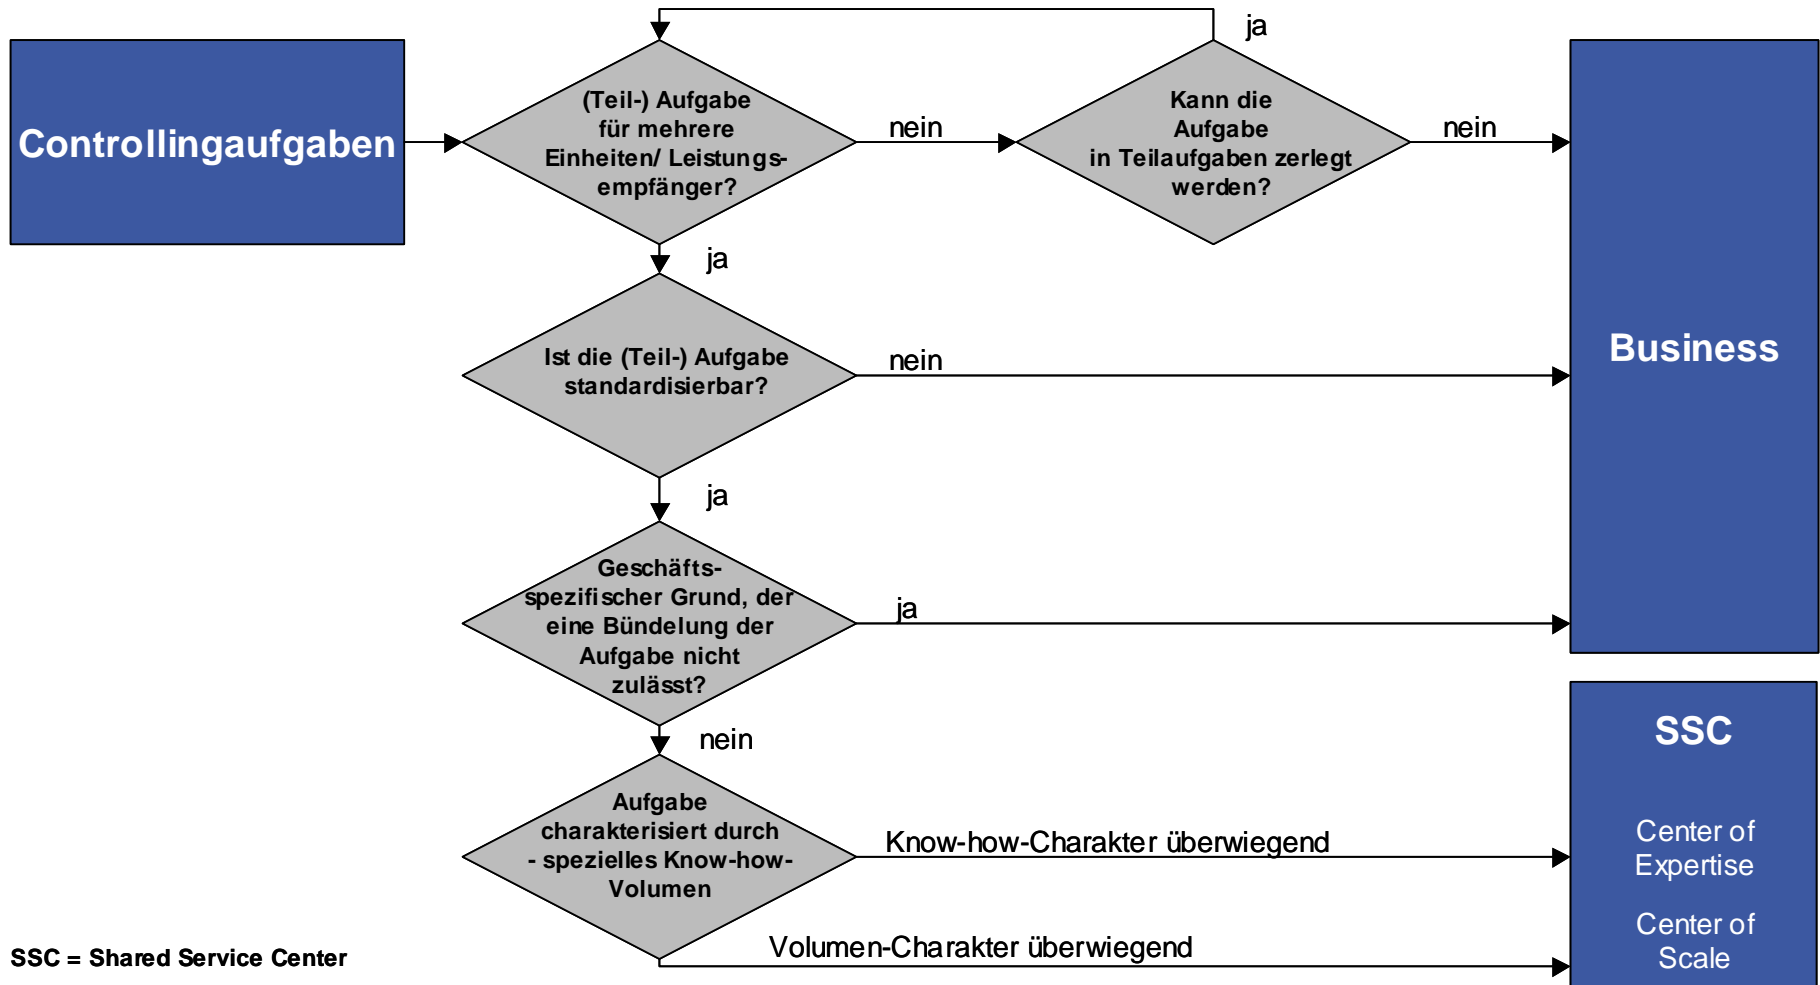 ja
Controllingaufgaben
(Teil-) Aufgabe
für mehrere
Einheiten/ Leistungs-
empfänger?
nein
Kann die
Aufgabe
in Teilaufgaben zerlegt
werden?
nein
Business
ja
Ist die (Teil-) Aufgabe
standardisierbar?
nein
ja
Geschäfts-
spezifischer Grund, der
eine Bündelung der
Aufgabe nicht
zulässt?
ja
nein
Aufgabe
charakterisiert durch
- spezielles Know-how-
Volumen
Know-how-Charakter überwiegend
Volumen-Charakter überwiegend
SSC
Center of
Expertise
Center of
Scale
SSC = Shared Service Center